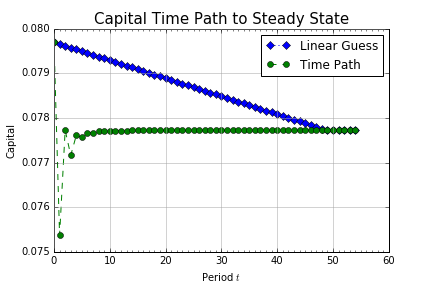 Capital Time Path to Steady State
0.080
0.079
0.078
0.077
0.076
0.075
Capital
Linear Guess
Time Path
0 10 20 30 40 50 60
Period t